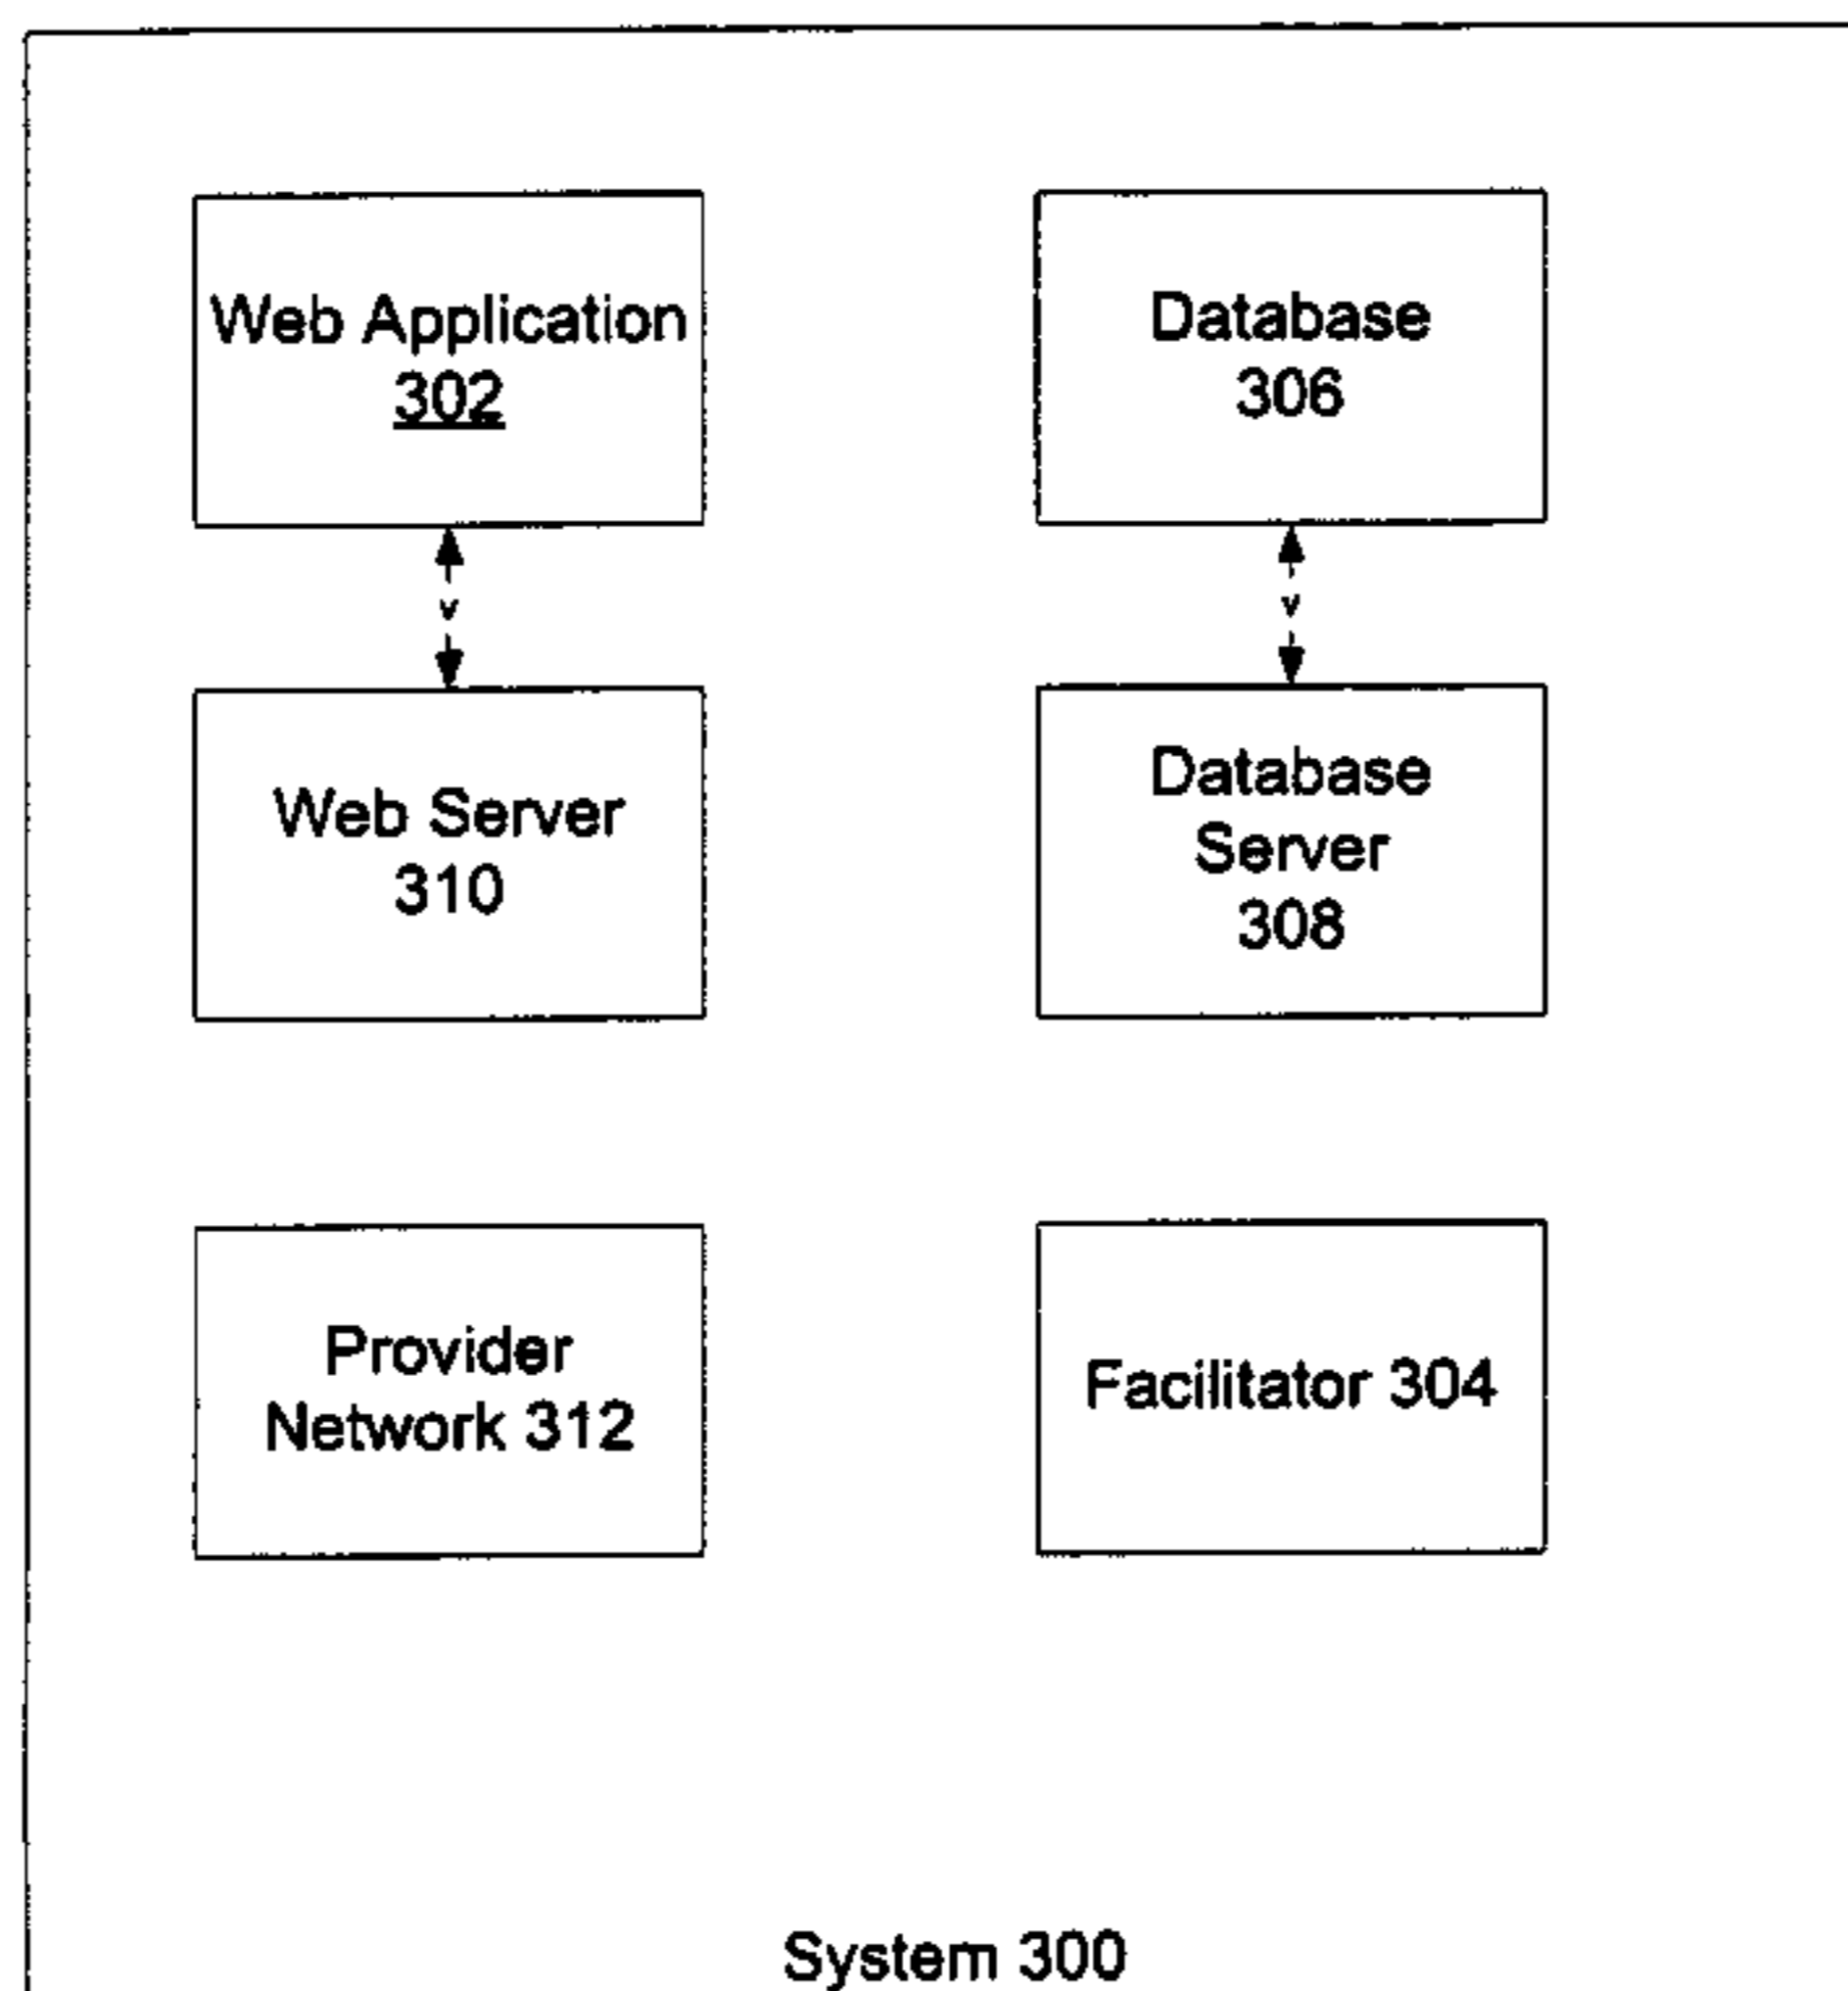 Web Application
302
Database
306
Web Server
310
Database
Server
308
Provider
Network 312
Facilitator 304
System 300